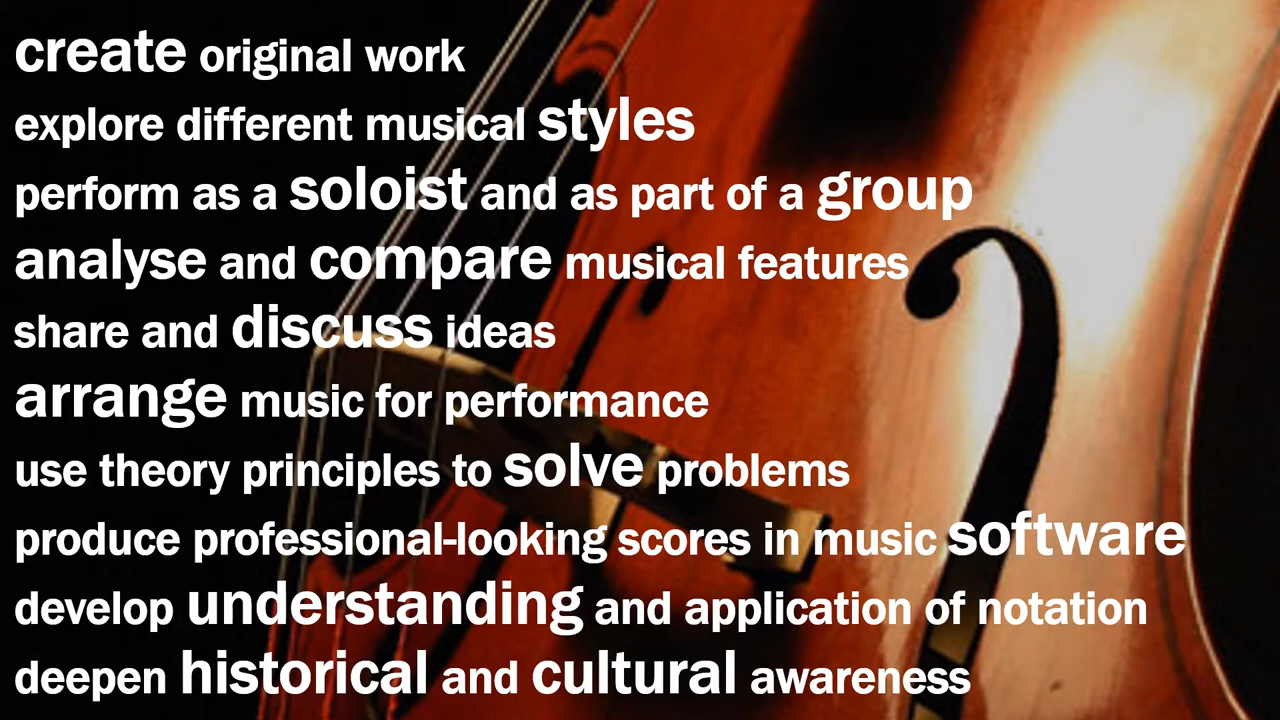 create original work
explore different musical styles
perform as a soloist and as part of a group
analyse and compare musical features
share and discuss ideas
arrange music for performance
use theory principles to solve problems
produce professional-looking scores in music software
develop understanding and application of notation
deepen historical and cultural awareness